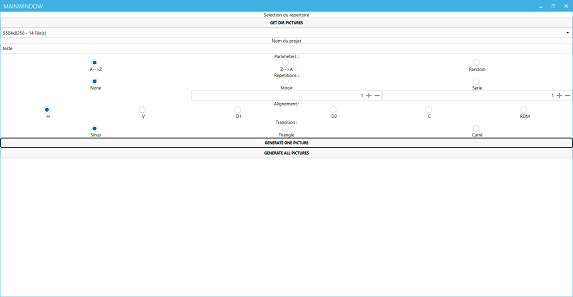 MAINWINDOW
Selection du repertoire
GET DIR PICTURES
5504x8256 - 14 File(s)
Nom du projet
teste
Parameters :
A--->Z Z--->A Random
Repetitions :
None Miroir Serie
1 1
Alignement :
H V D1 D2 C RDM
Transition :
Sinus Triangle Carré
GENERATE ONE PICTURE
GENERATE ALL PICTURES